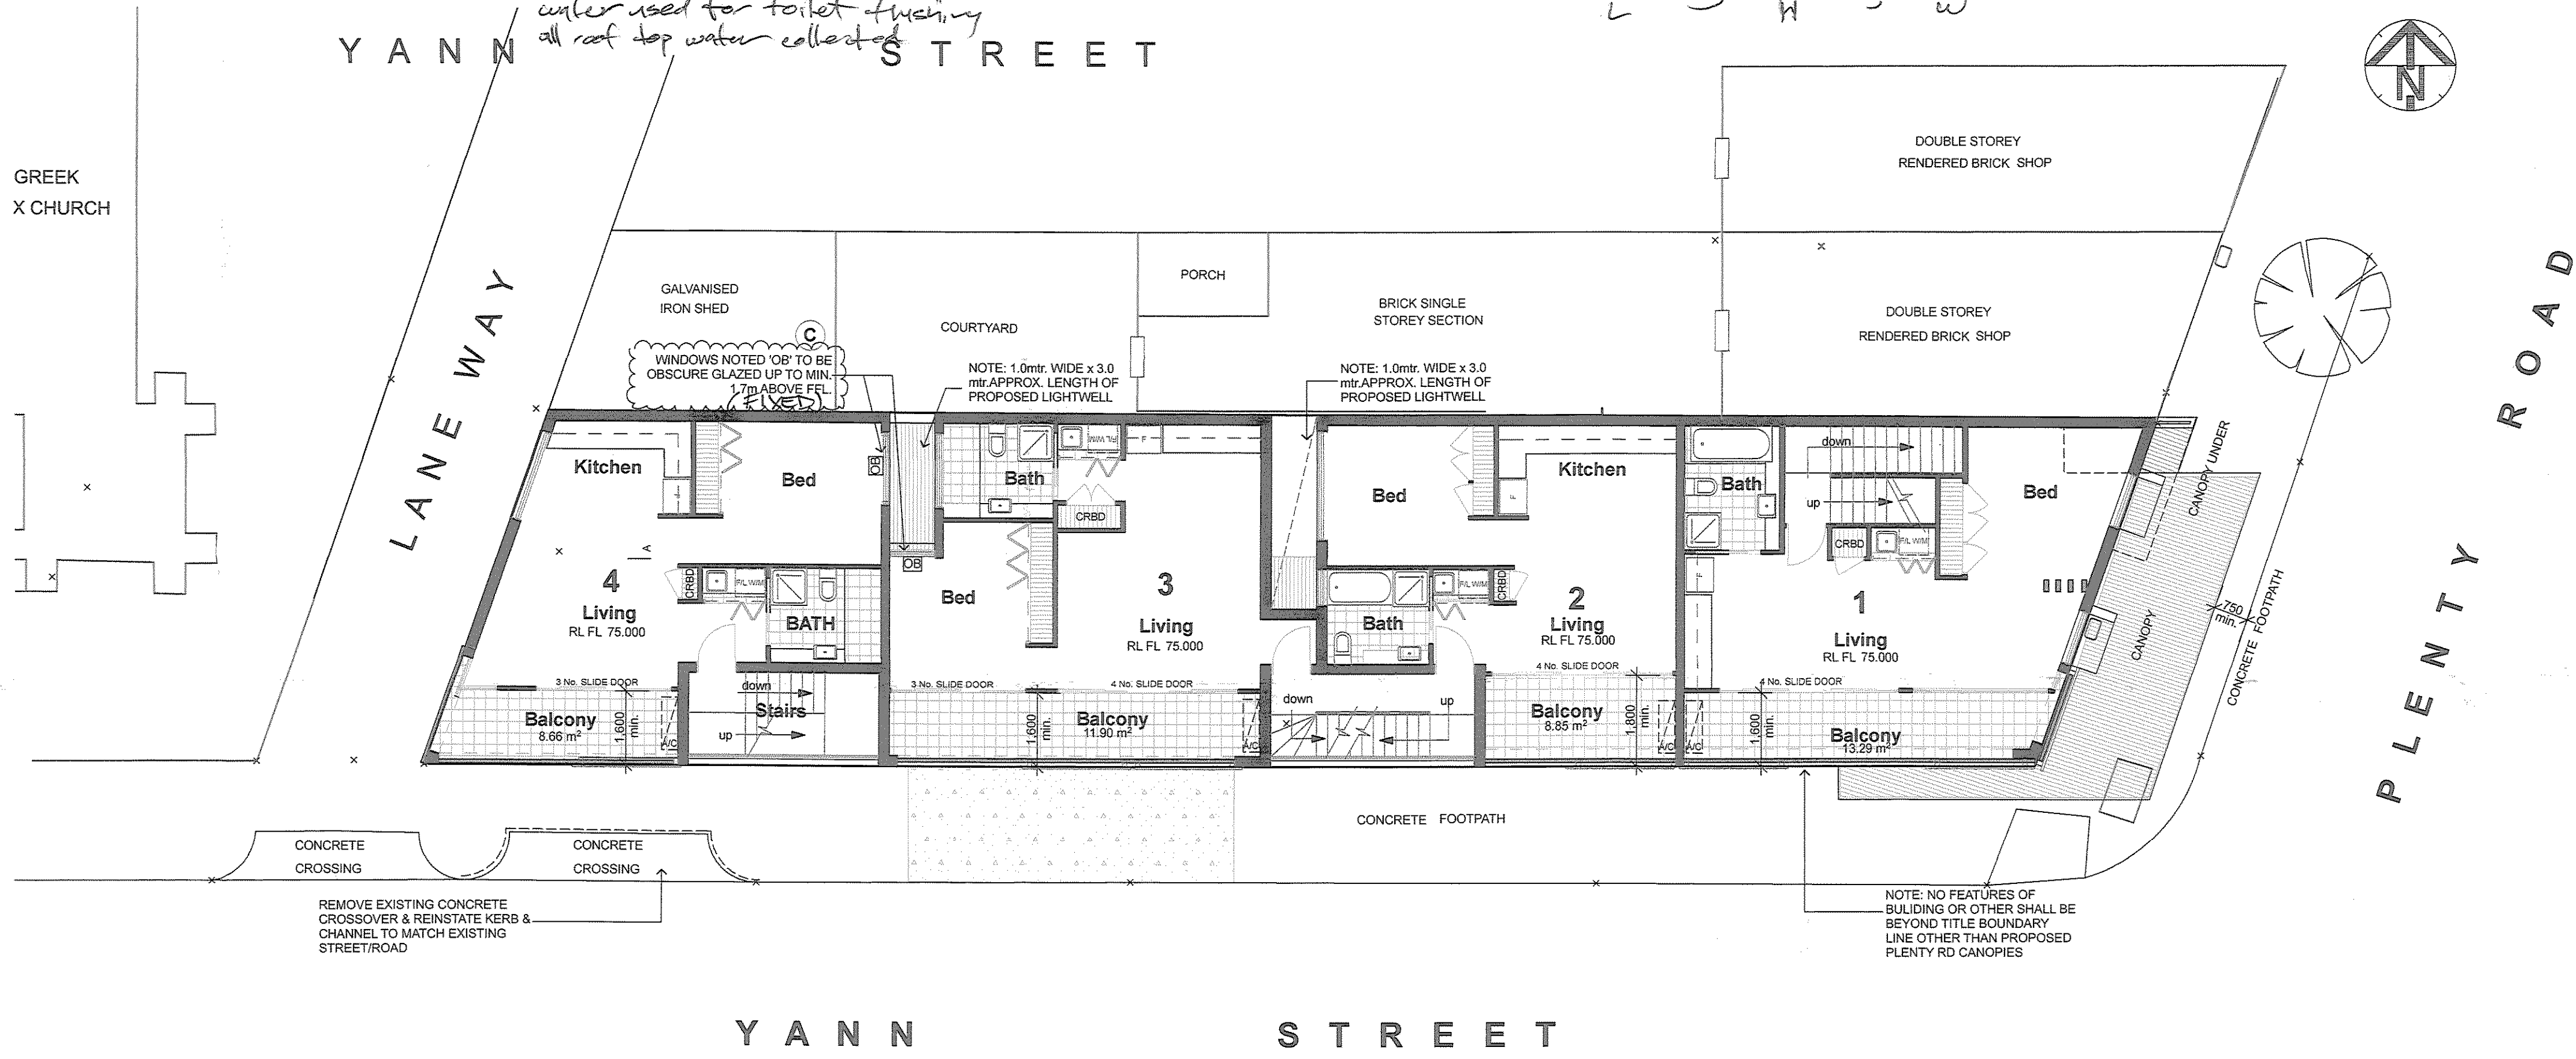 water used for toilet flushing
all roof top water collected
YANN STREET
L W
N
DOUBLE STOREY
RENDERED BRICK SHOP
GREEK
X CHURCH
LANE WAY
GALVANISED
IRON SHED
COURTYARD
PORCH
BRICK SINGLE
STOREY SECTION
DOUBLE STOREY
RENDERED BRICK SHOP
PLENTY ROAD
C
WINDOWS NOTED 'OB' TO BE
OBSCURE GLAZED UP TO MIN.
1.7m ABOVE FFL
(FIXED)
NOTE: 1.0mtr. WIDE x 3.0
mtr.APPROX. LENGTH OF
PROPOSED LIGHTWELL
NOTE: 1.0mtr. WIDE x 3.0
mtr.APPROX. LENGTH OF
PROPOSED LIGHTWELL
Kitchen
Bed
OB
OB
A
4
Living
RL FL 75.000
CRBD
F/L W/M
BATH
3 No. SLIDE DOOR
Balcony
8.66 m²
1,600
min.
A/C
down
Stairs
up
Bath
F/L W/M
F
CRBD
Bed
3
Living
RL FL 75.000
3 No. SLIDE DOOR
4 No. SLIDE DOOR
1,600
min.
Balcony
11.90 m²
A/C
down
up
Bed
Kitchen
F
Bath
F/L W/M
CRBD
2
Living
RL FL 75.000
4 No. SLIDE DOOR
Balcony
8.85 m²
1,800
min.
A/C
A/C
Bath
down
up
CRBD
F/L W/M
F
Bed
1
Living
RL FL 75.000
4 No. SLIDE DOOR
1,600
min.
Balcony
13.29 m²
CANOPY UNDER
CANOPY
750
min.
CONCRETE FOOTPATH
CONCRETE FOOTPATH
CONCRETE
CROSSING
CONCRETE
CROSSING
REMOVE EXISTING CONCRETE
CROSSOVER & REINSTATE KERB &
CHANNEL TO MATCH EXISTING
STREET/ROAD
NOTE: NO FEATURES OF
BULIDING OR OTHER SHALL BE
BEYOND TITLE BOUNDARY
LINE OTHER THAN PROPOSED
PLENTY RD CANOPIES
YANN STREET